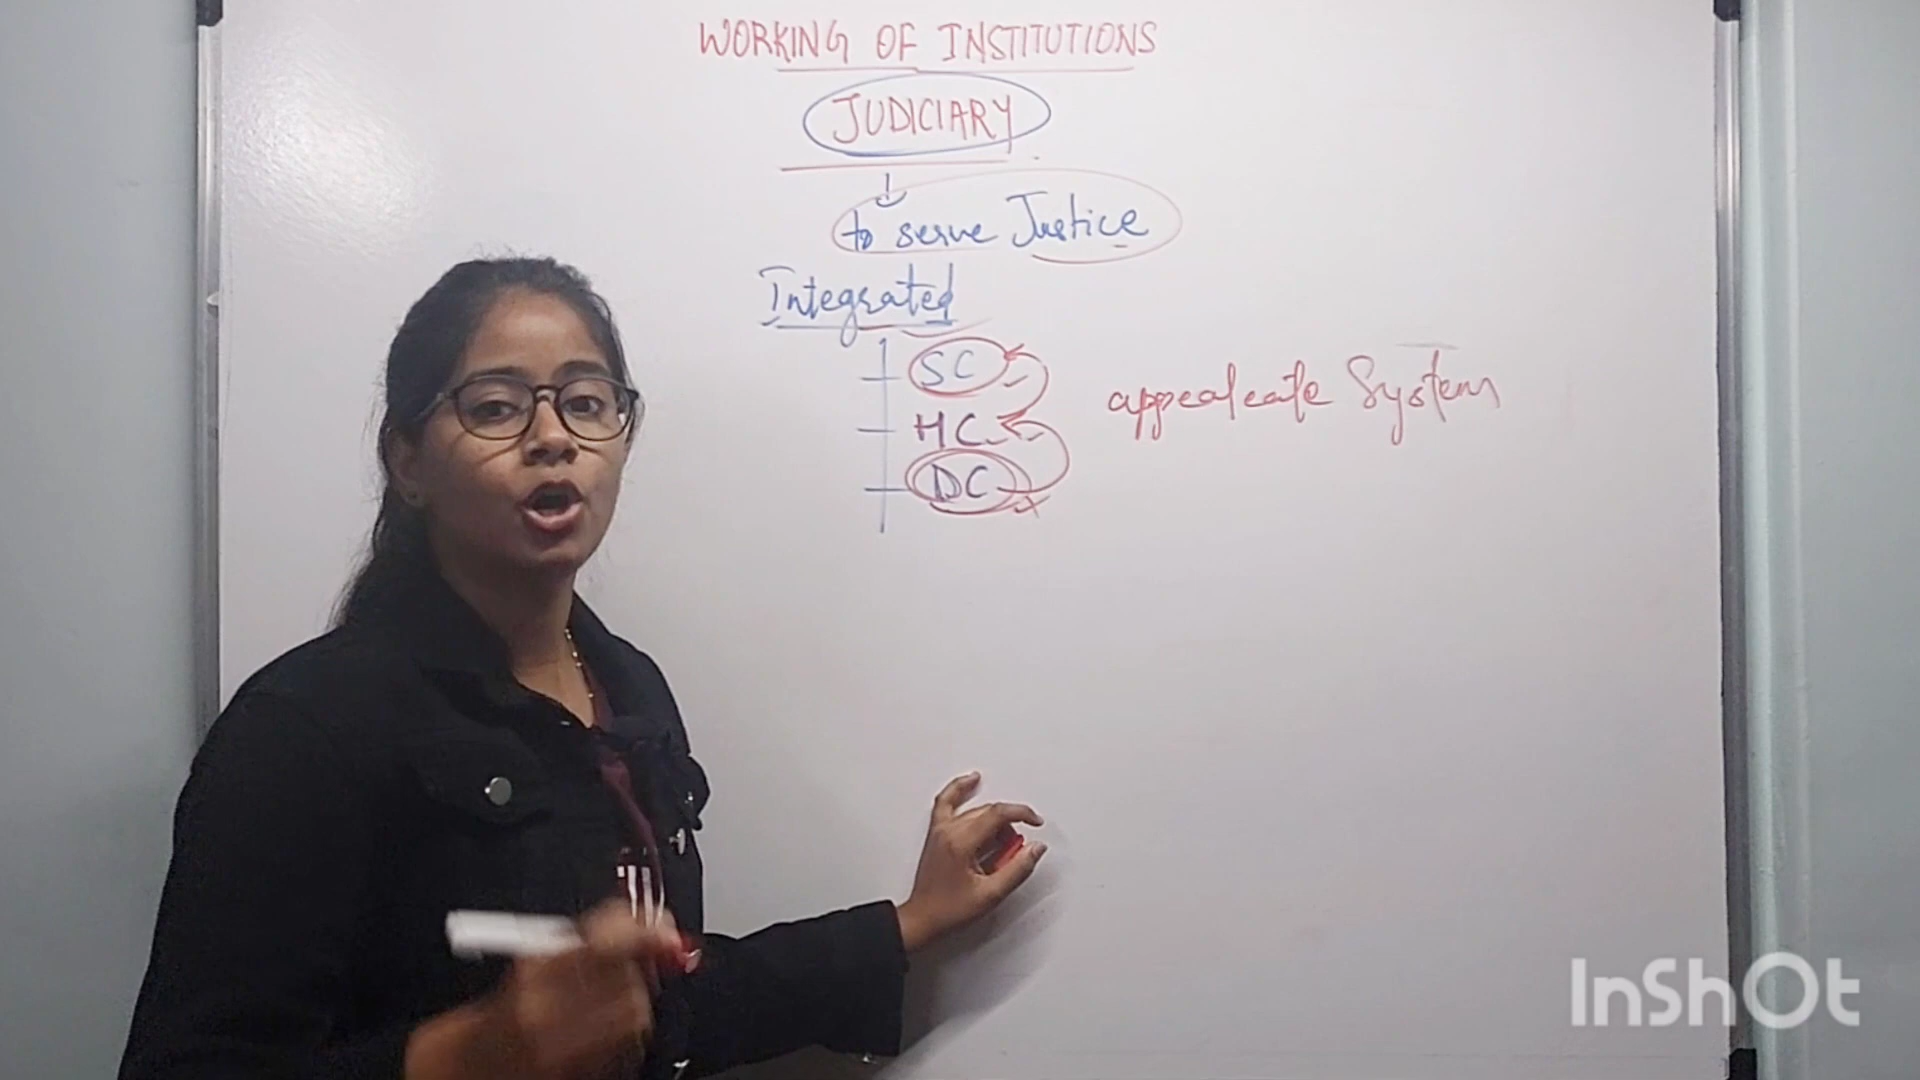 WORKING OF INSTITUTIONS
JUDICIARY
to serve Justice
Integrated
SC
HC
DC
appealeate System
InShOt